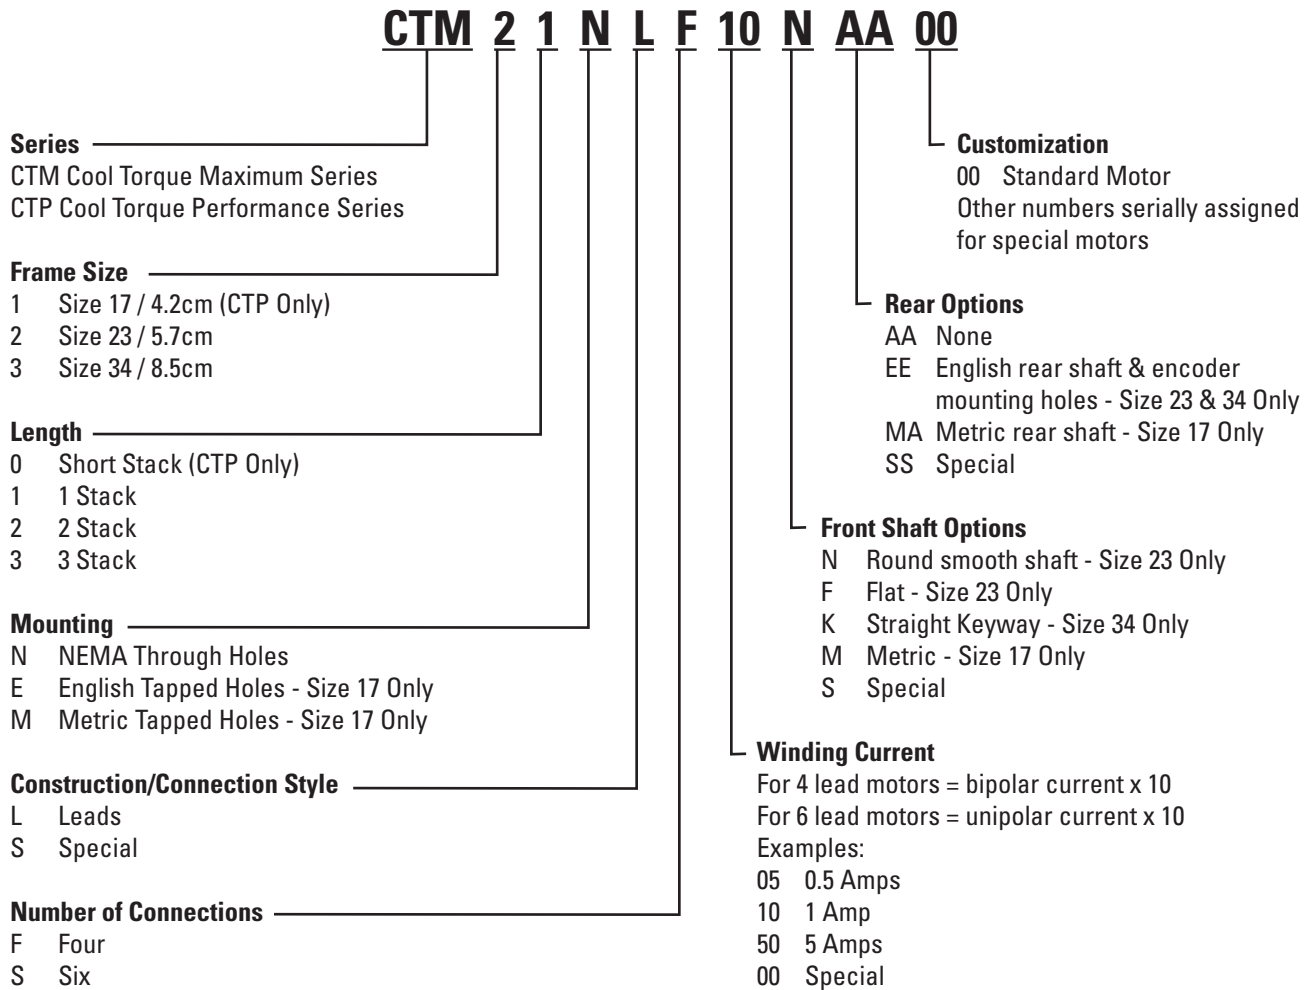 CTM 2 1 N L F 10 N AA 00
Series
CTM Cool Torque Maximum Series
CTP Cool Torque Performance Series
Frame Size
1 Size 17 / 4.2cm (CTP Only)
2 Size 23 / 5.7cm
3 Size 34 / 8.5cm
Length
0 Short Stack (CTP Only)
1 1 Stack
2 2 Stack
3 3 Stack
Mounting
N NEMA Through Holes
E English Tapped Holes - Size 17 Only
M Metric Tapped Holes - Size 17 Only
Construction/Connection Style
L Leads
S Special
Number of Connections
F Four
S Six
Customization
00 Standard Motor
Other numbers serially assigned
for special motors
Rear Options
AA None
EE English rear shaft & encoder
mounting holes - Size 23 & 34 Only
MA Metric rear shaft - Size 17 Only
SS Special
Front Shaft Options
N Round smooth shaft - Size 23 Only
F Flat - Size 23 Only
K Straight Keyway - Size 34 Only
M Metric - Size 17 Only
S Special
Winding Current
For 4 lead motors = bipolar current x 10
For 6 lead motors = unipolar current x 10
Examples:
05 0.5 Amps
10 1 Amp
50 5 Amps
00 Special